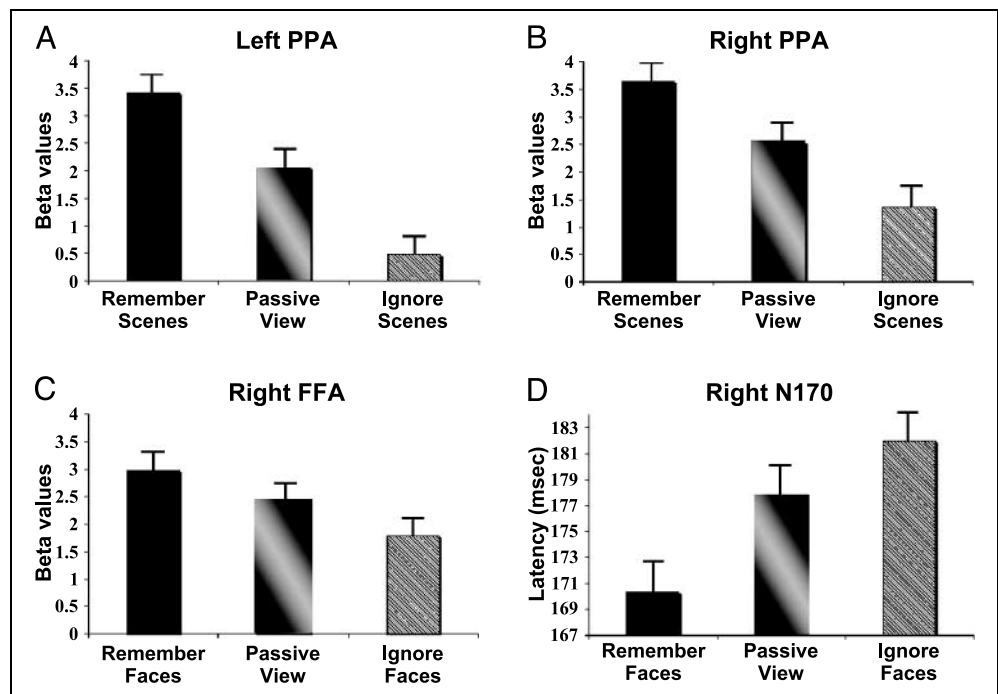 A
Left PPA
Beta values
4
3.5
3
2.5
2
1.5
1
0.5
0
Remember Scenes
Passive View
Ignore Scenes
B
Right PPA
Beta values
4
3.5
3
2.5
2
1.5
1
0.5
0
Remember Scenes
Passive View
Ignore Scenes
C
Right FFA
Beta values
4
3.5
3
2.5
2
1.5
1
0.5
0
Remember Faces
Passive View
Ignore Faces
D
Right N170
Latency (msec)
183
181
179
177
175
173
171
169
167
Remember Faces
Passive View
Ignore Faces